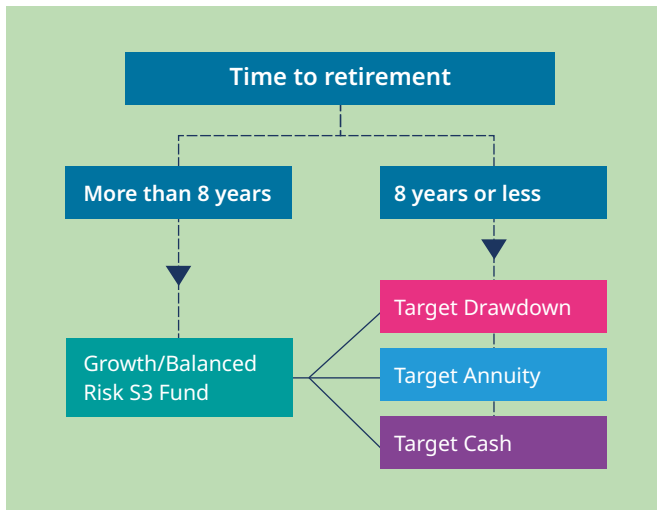 Time to retirement
More than 8 years
8 years or less
Target Drawdown
Growth/Balanced
Risk S3 Fund
Target Annuity
Target Cash